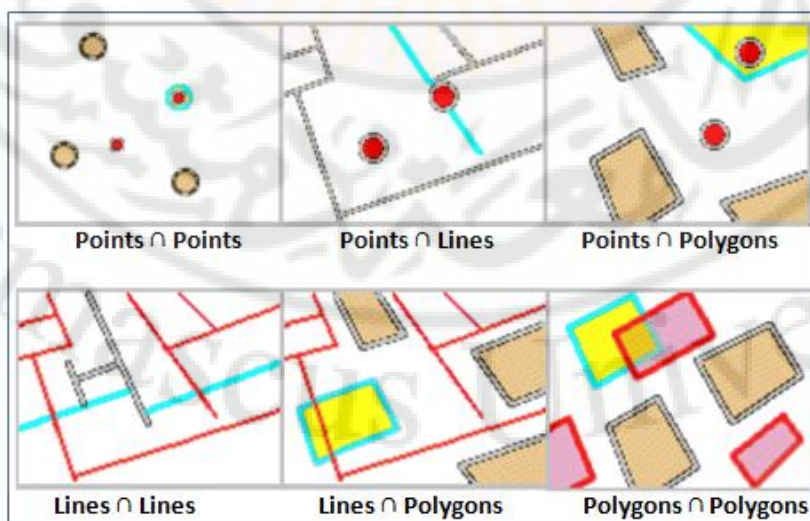 Points ∩ Points
Points ∩ Lines
Points ∩ Polygons
Lines ∩ Lines
Lines ∩ Polygons
Polygons ∩ Polygons